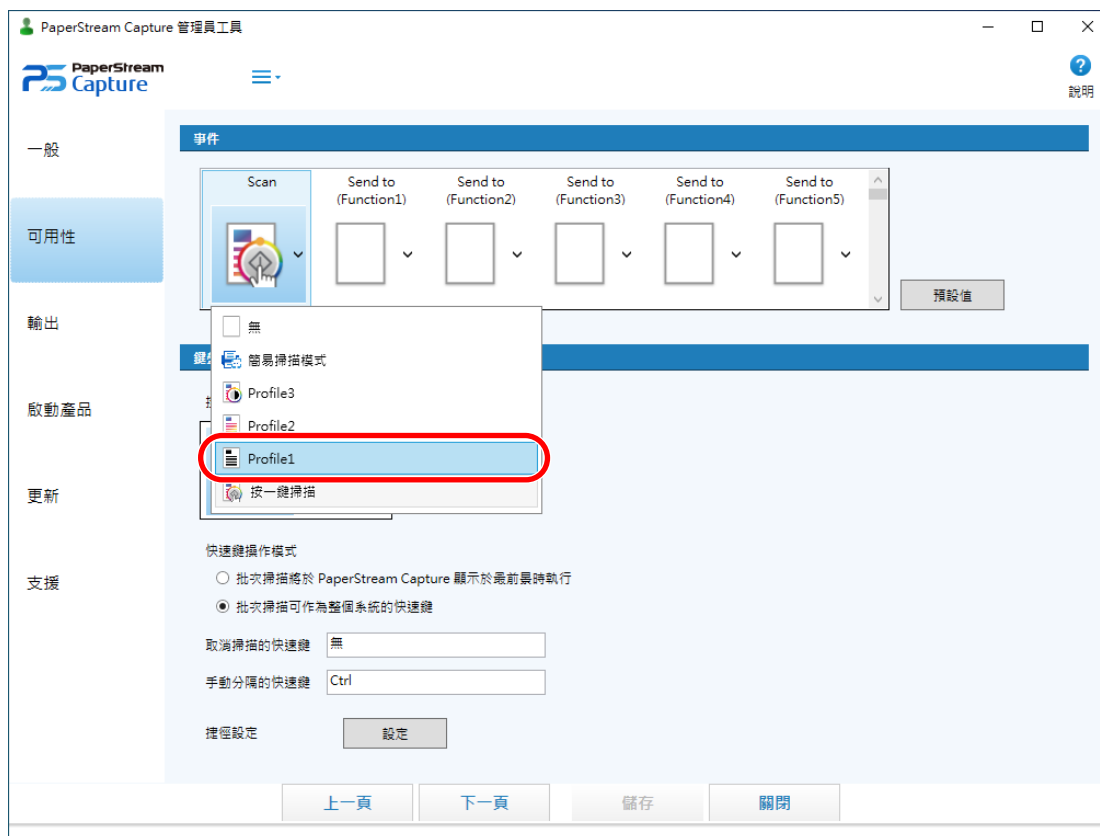 PaperStream Capture 管理員工具
PaperStream
Capture
說明
一般
可用性
輸出
啟動產品
更新
支援
事件
Scan
Send to
(Function1)
Send to
(Function2)
Send to
(Function3)
Send to
(Function4)
Send to
(Function5)
預設值
無
簡易掃描模式
Profile3
Profile2
Profile1
按一鍵掃描
快速鍵操作模式
批次掃描將於 PaperStream Capture 顯示於最前景時執行
批次掃描可作為整個系統的快速鍵
取消掃描的快速鍵 無
手動分隔的快速鍵 Ctrl
捷徑設定 設定
上一頁 下一頁 儲存 關閉